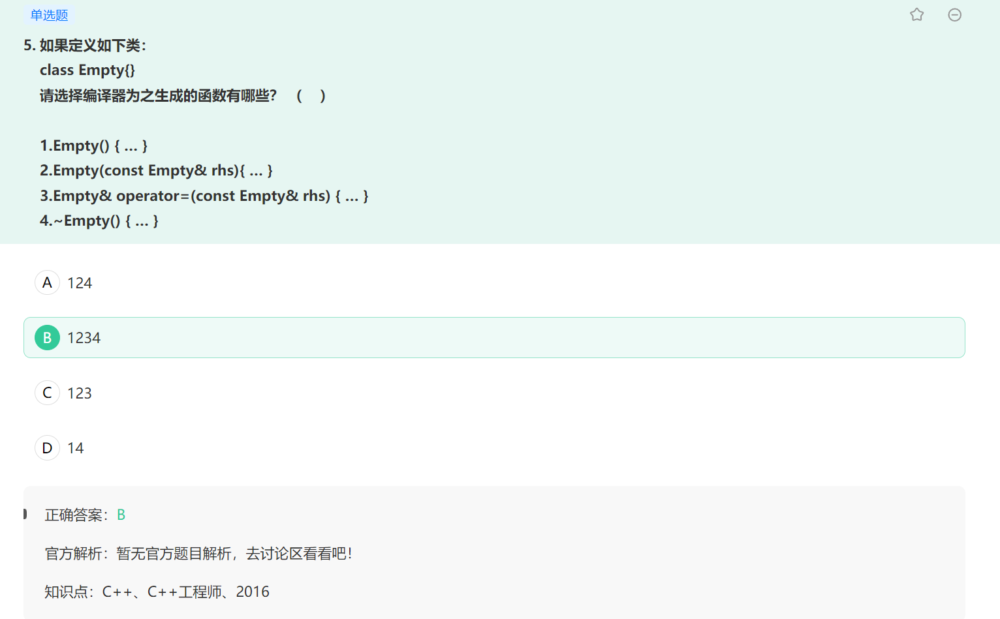 单选题
5. 如果定义如下类：
class Empty{}
请选择编译器为之生成的函数有哪些？ （ ）
1.Empty() { ... }
2.Empty(const Empty& rhs){ ... }
3.Empty& operator=(const Empty& rhs) { ... }
4.~Empty() { ... }
A 124
B 1234
C 123
D 14
正确答案：B
官方解析：暂无官方题目解析，去讨论区看看吧！
知识点：C++、C++工程师、2016